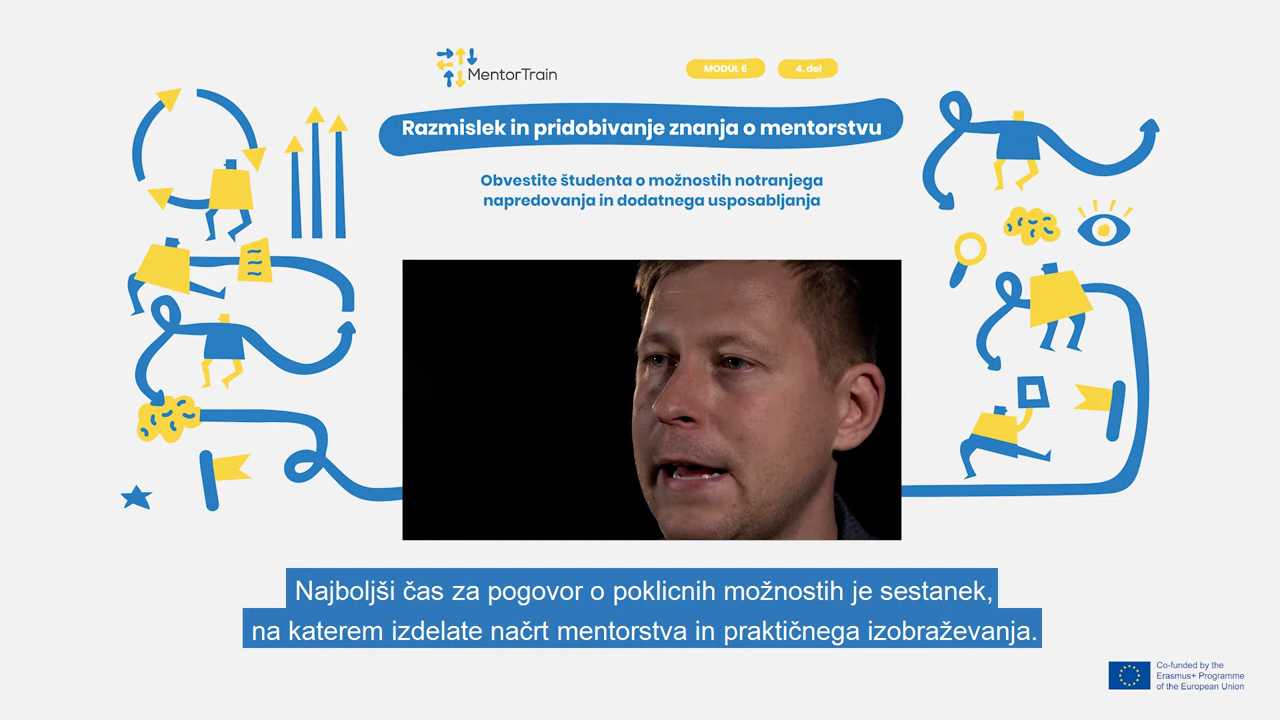 MentorTrain
MODUL 6
4. del
Razmislek in pridobivanje znanja o mentorstvu
Obvestite študenta o možnostih notranjega
napredovanja in dodatnega usposabljanja
Najboljši čas za pogovor o poklicnih možnostih je sestanek,
na katerem izdelate načrt mentorstva in praktičnega izobraževanja.
Co-funded by the
Erasmus+ Programme
of the European Union